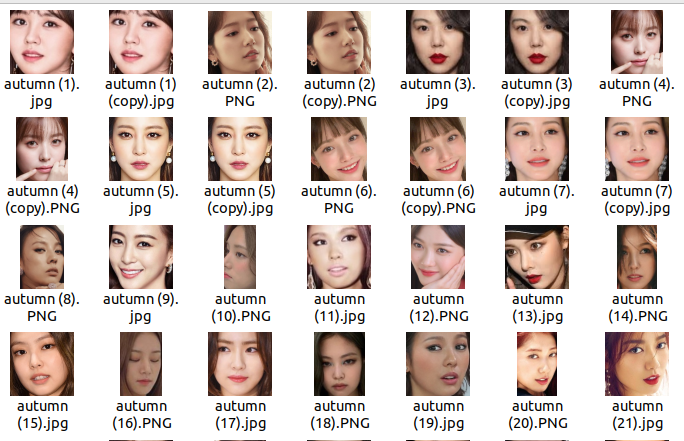 autumn (1).
jpg
autumn (1)
(copy).jpg
autumn (2).
PNG
autumn (2)
(copy).PNG
autumn (3).
jpg
autumn (3)
(copy).jpg
autumn (4).
PNG
autumn (4)
(copy).PNG
autumn (5).
jpg
autumn (5)
(copy).jpg
autumn (6).
PNG
autumn (6)
(copy).PNG
autumn (7).
jpg
autumn (7)
(copy).jpg
autumn (8).
PNG
autumn (9).
jpg
autumn
(10).PNG
autumn
(11).jpg
autumn
(12).PNG
autumn
(13).jpg
autumn
(14).PNG
autumn
(15).jpg
autumn
(16).PNG
autumn
(17).jpg
autumn
(18).PNG
autumn
(19).jpg
autumn
(20).PNG
autumn
(21).jpg